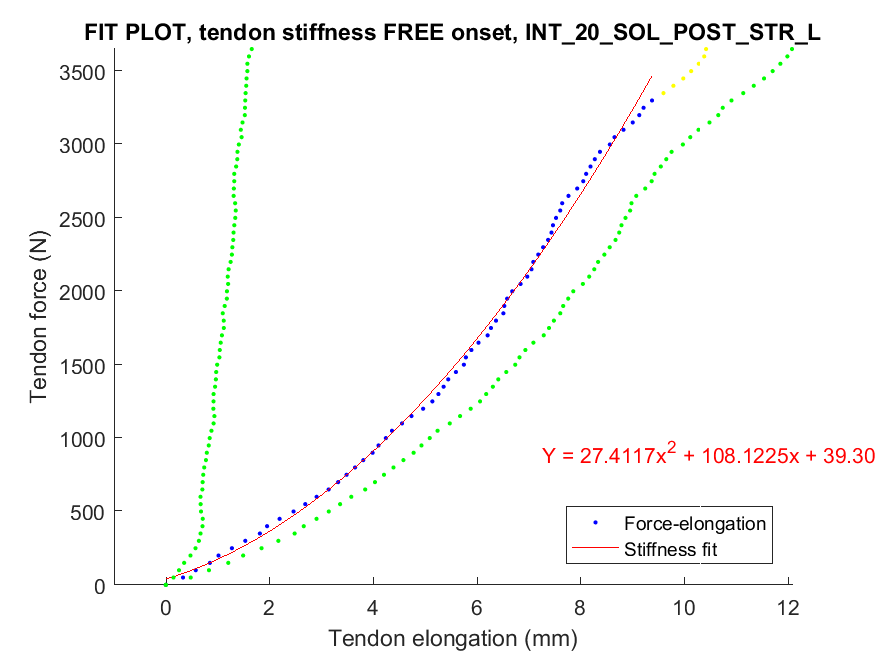 FIT PLOT, tendon stiffness FREE onset, INT_20_SOL_POST_STR_L
3500
3000
2500
2000
1500
1000
500
0
Tendon force (N)
Y = 27.4117x² + 108.1225x + 39.30
Force-elongation
Stiffness fit
0 2 4 6 8 10 12
Tendon elongation (mm)